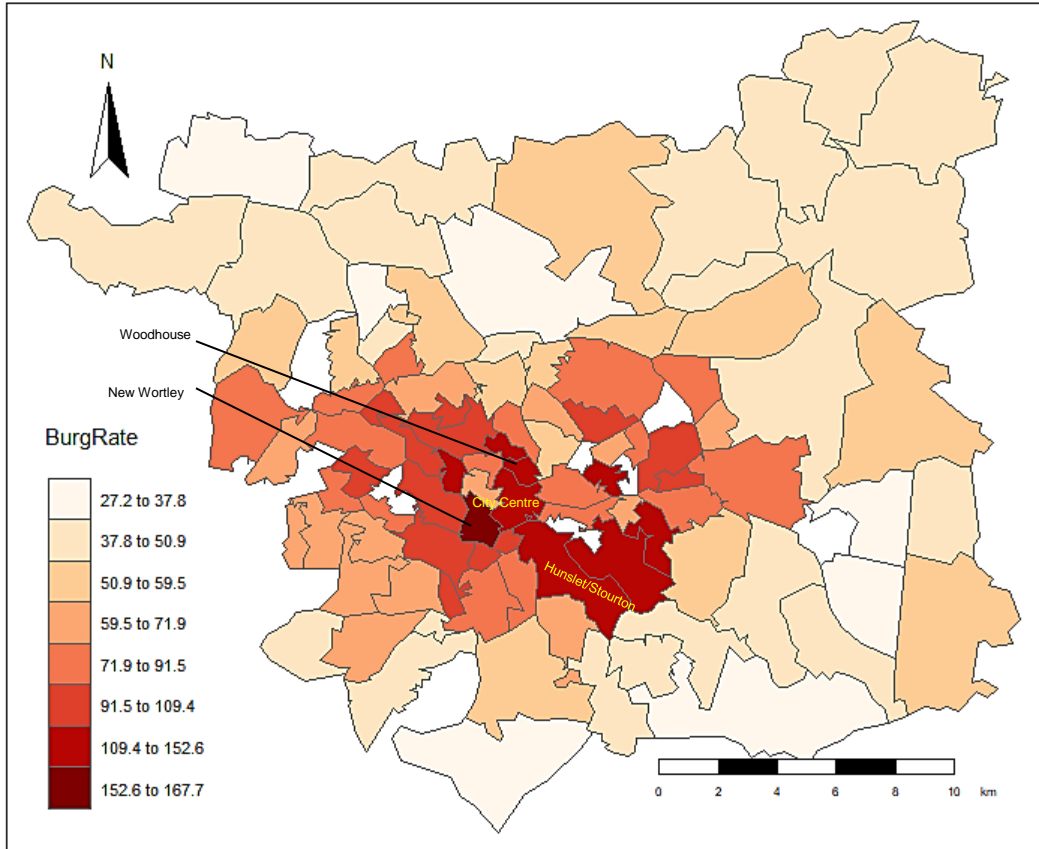 N
Woodhouse
New Wortley
BurgRate
27.2 to 37.8
37.8 to 50.9
50.9 to 59.5
59.5 to 71.9
71.9 to 91.5
91.5 to 109.4
109.4 to 152.6
152.6 to 167.7
City Centre
Hunslet/Stourton
0 2 4 6 8 10 km